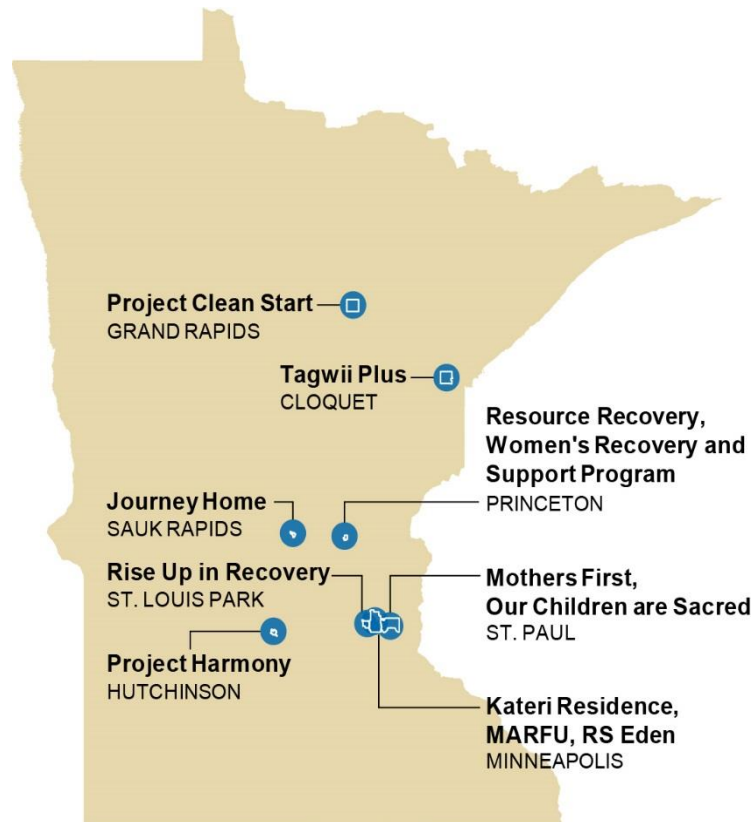 Project Clean Start
GRAND RAPIDS
Tagwii Plus
CLOQUET
Resource Recovery,
Women's Recovery and
Support Program
PRINCETON
Journey Home
SAUK RAPIDS
Rise Up in Recovery
ST. LOUIS PARK
Mothers First,
Our Children are Sacred
ST. PAUL
Project Harmony
HUTCHINSON
Kateri Residence,
MARFU, RS Eden
MINNEAPOLIS